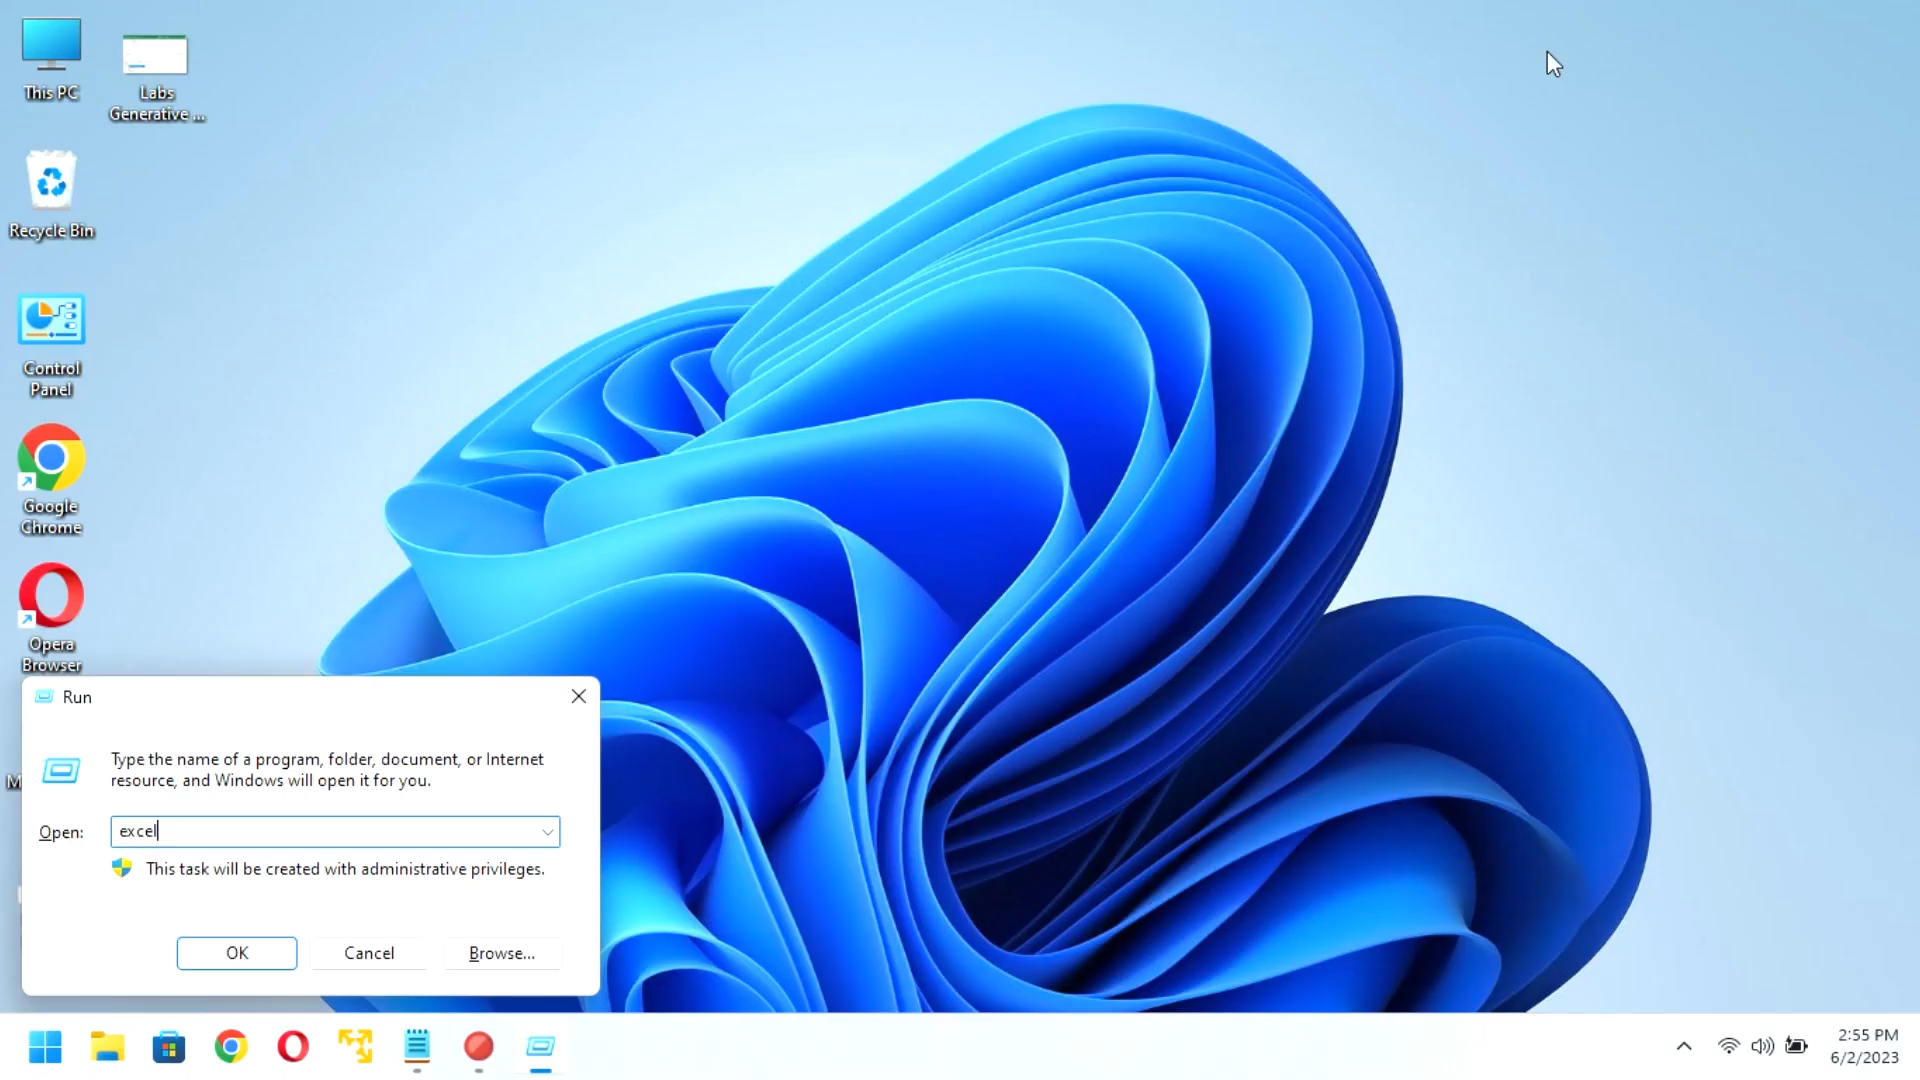 This PC
Labs
Generative ...
Recycle Bin
Control
Panel
Google
Chrome
Opera
Browser
Run
Type the name of a program, folder, document, or Internet
resource, and Windows will open it for you.
Open:
excel
This task will be created with administrative privileges.
OK
Cancel
Browse...
2:55 PM
6/2/2023